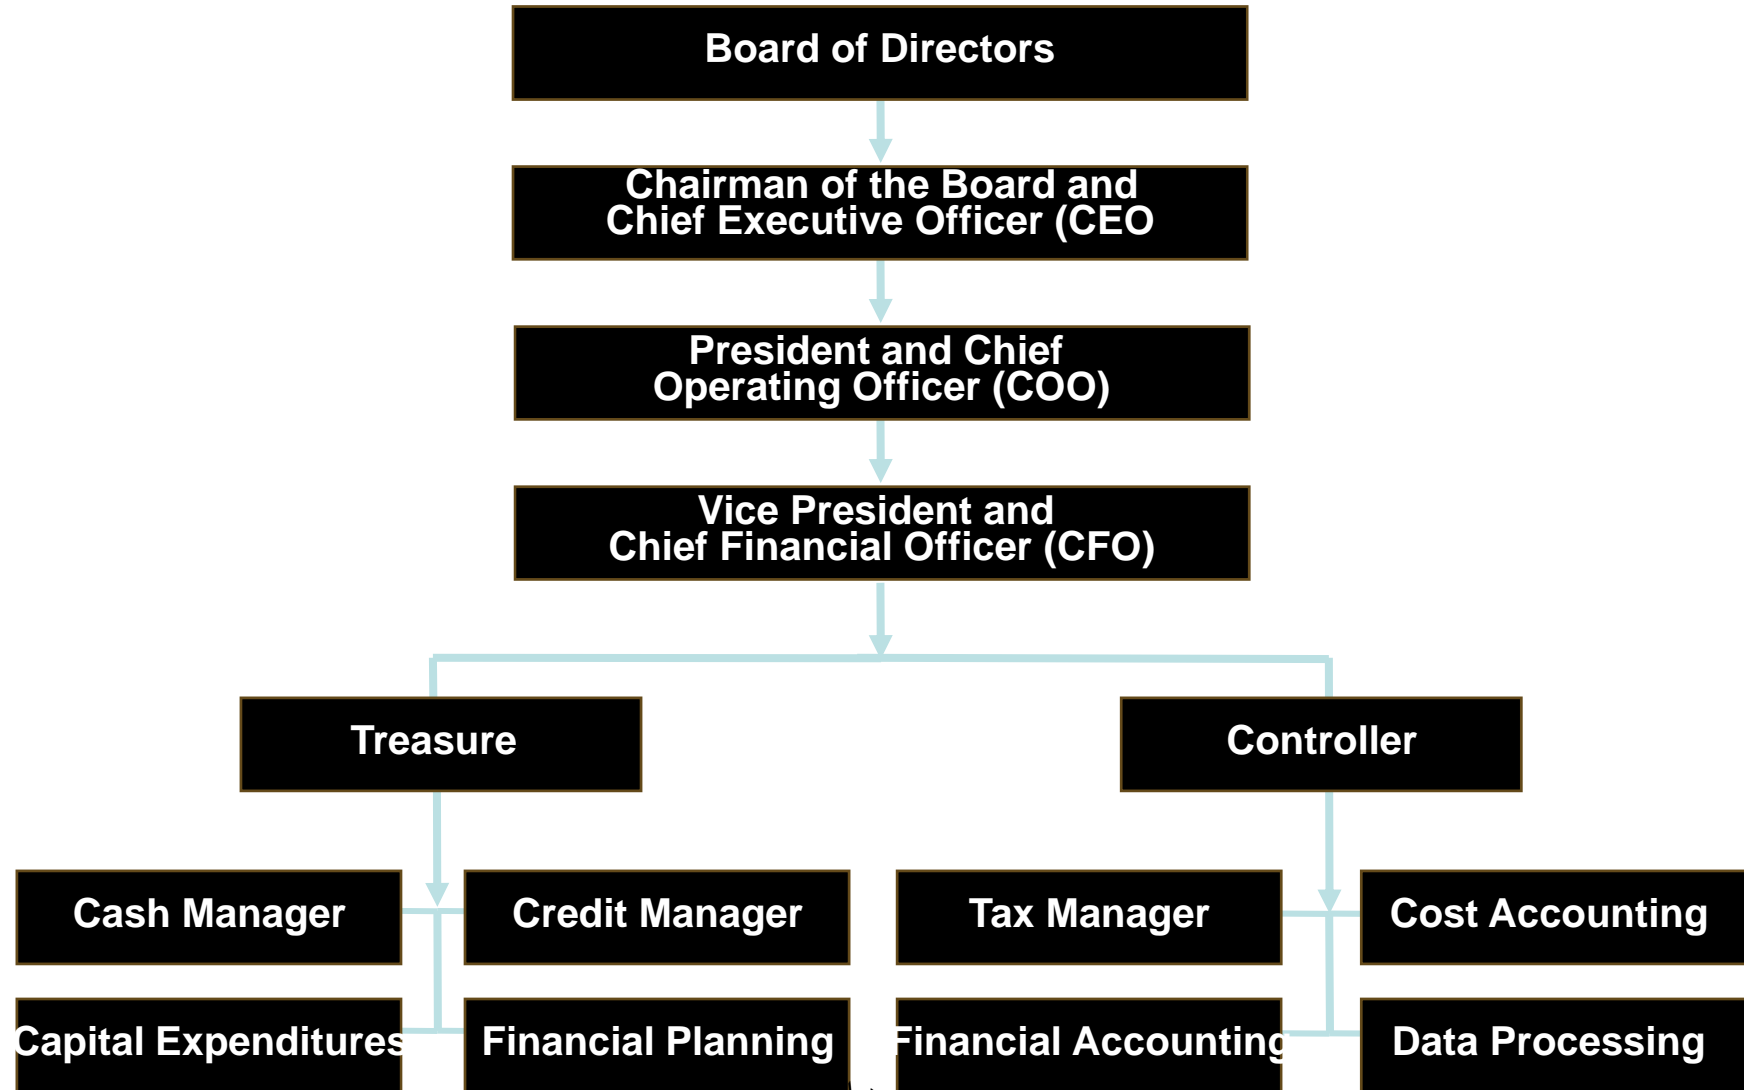 Board of Directors
Chairman of the Board and
Chief Executive Officer (CEO
President and Chief
Operating Officer (COO)
Vice President and
Chief Financial Officer (CFO)
Treasure
Controller
Cash Manager
Credit Manager
Tax Manager
Cost Accounting
Capital Expenditures
Financial Planning
Financial Accounting
Data Processing